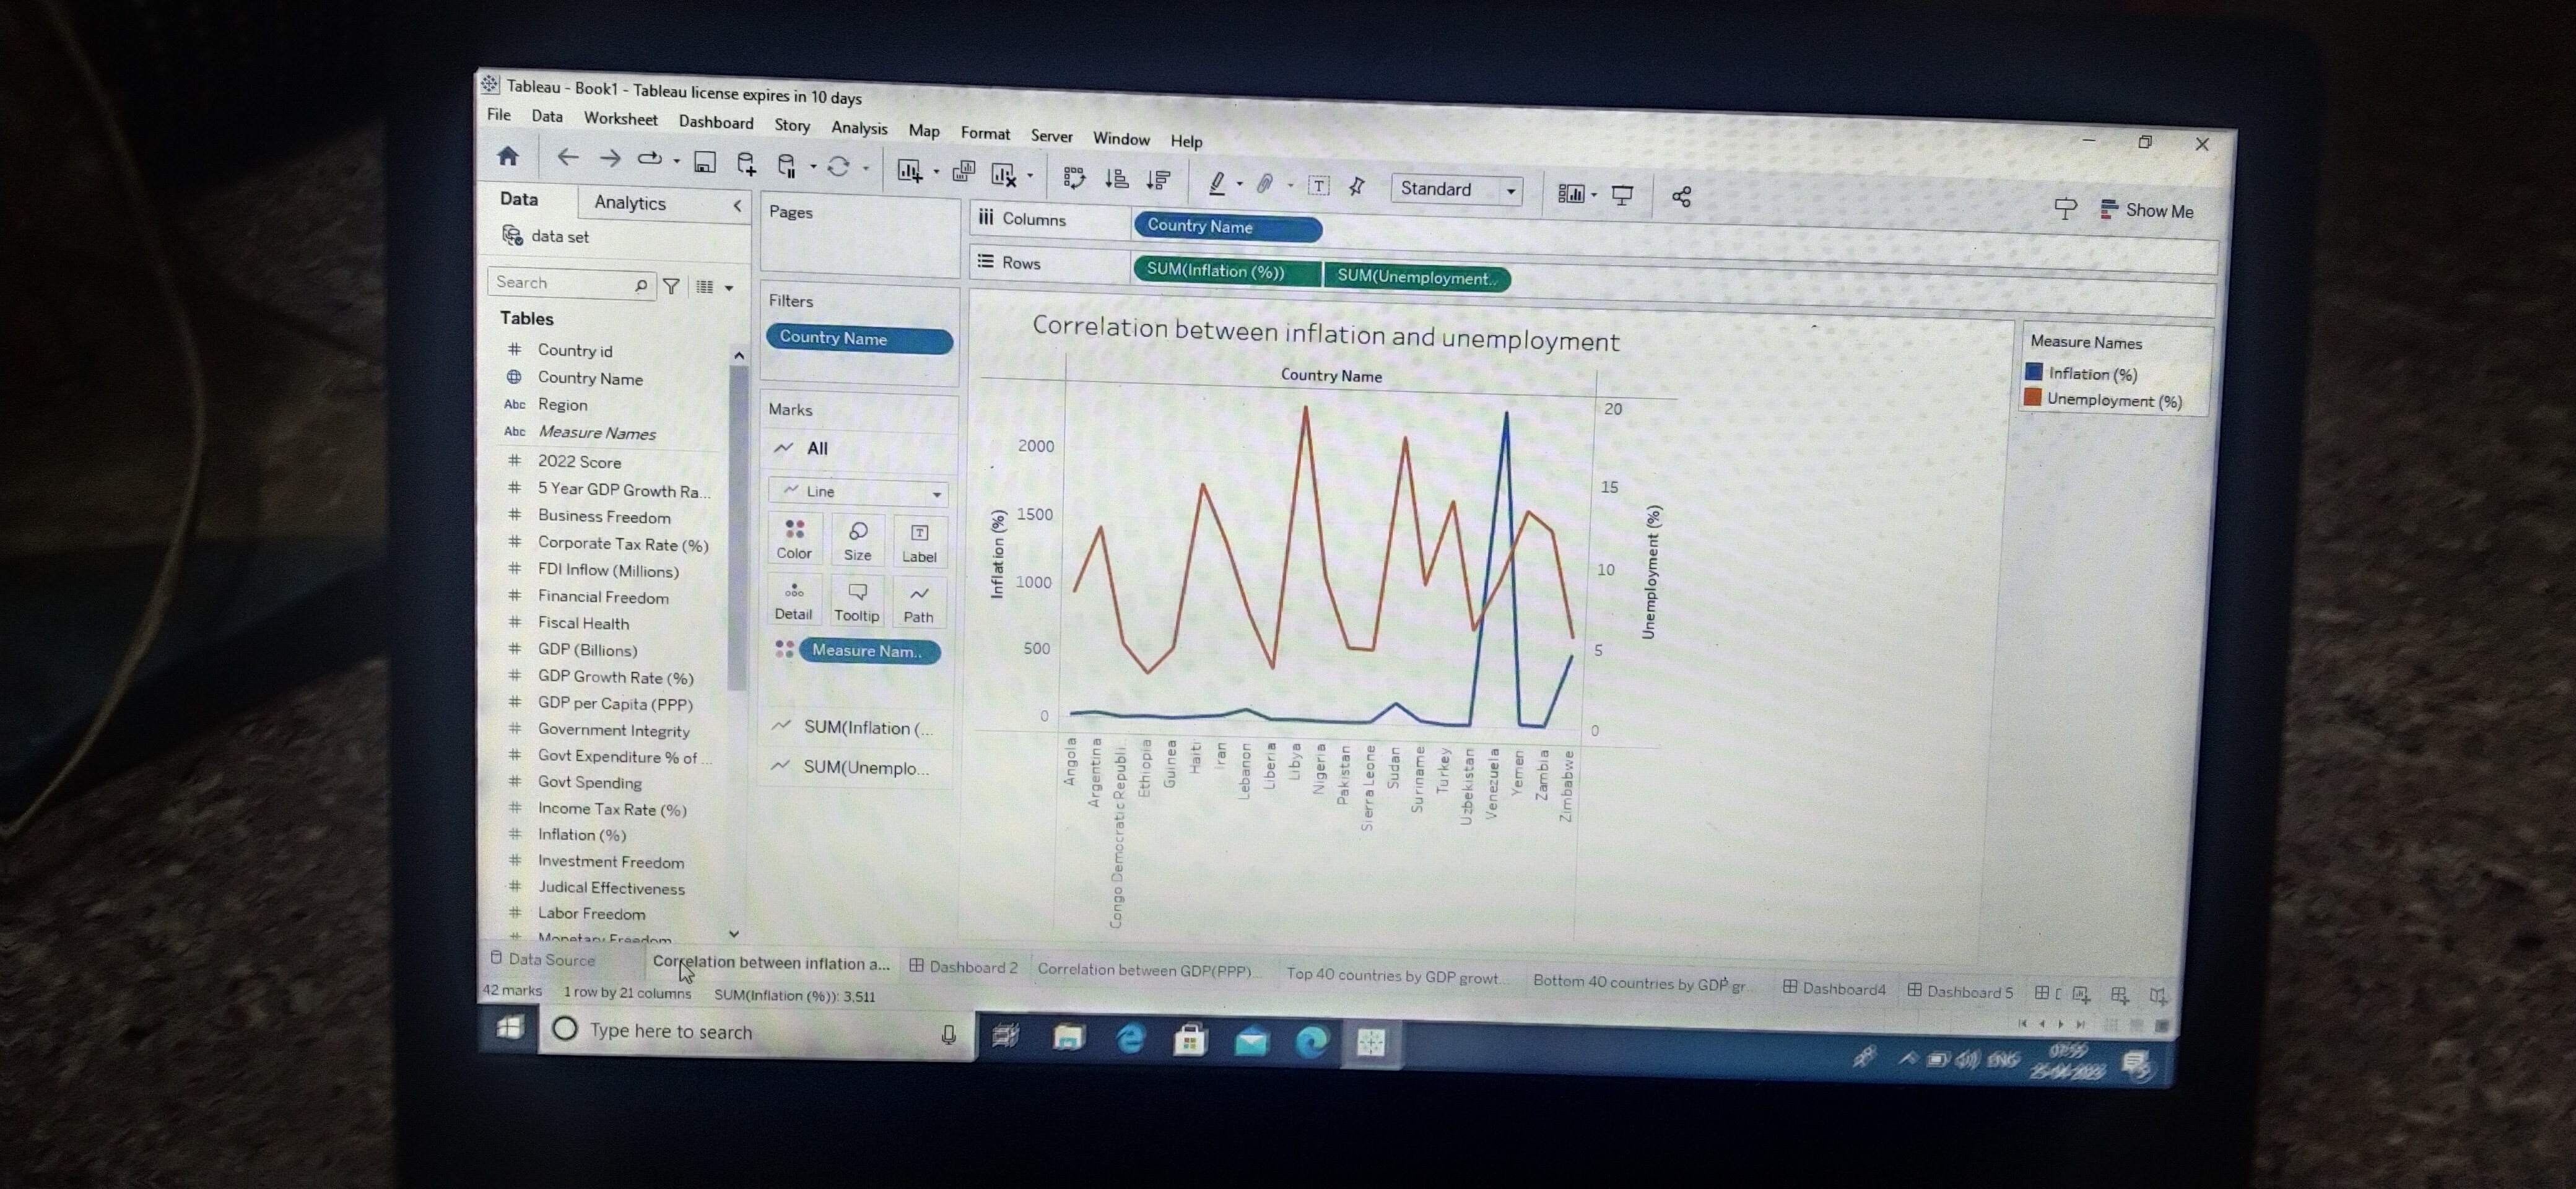 Tableau - Book1 - Tableau license expires in 10 days
File Data Worksheet Dashboard Story Analysis Map Format Server Window Help
Standard
Show Me
Data Analytics
data set
Search
Tables
Country id
Country Name
Abc Region
Abc Measure Names
2022 Score
5 Year GDP Growth Ra...
Business Freedom
Corporate Tax Rate (%)
FDI Inflow (Millions)
Financial Freedom
Fiscal Health
GDP (Billions)
GDP Growth Rate (%)
GDP per Capita (PPP)
Government Integrity
Govt Expenditure % of ...
Govt Spending
Income Tax Rate (%)
Inflation (%)
Investment Freedom
Judical Effectiveness
Labor Freedom
Monetary Freedom
Pages
Filters
Country Name
Marks
All
Line
Color Size Label
Detail Tooltip Path
Measure Nam..
SUM(Inflation (...
SUM(Unemplo...
Columns Country Name
Rows SUM(Inflation (%)) SUM(Unemployment..
Correlation between inflation and unemployment
Country Name
Inflation (%)
2000
1500
1000
500
0
20
15
10
5
0
Unemployment (%)
Angola
Argentina
Congo Democratic Republi..
Ethiopia
Guinea
Haiti
Iran
Lebanon
Liberia
Libya
Nigeria
Pakistan
Sierra Leone
Sudan
Suriname
Turkey
Uzbekistan
Venezuela
Yemen
Zambia
Zimbabwe
Measure Names
Inflation (%)
Unemployment (%)
Data Source Correlation between inflation a... Dashboard 2 Correlation between GDP(PPP)... Top 40 countries by GDP growt... Bottom 40 countries by GDP gr... Dashboard4 Dashboard 5
42 marks 1 row by 21 columns SUM(Inflation (%)): 3,511
Type here to search
ENG
07:55